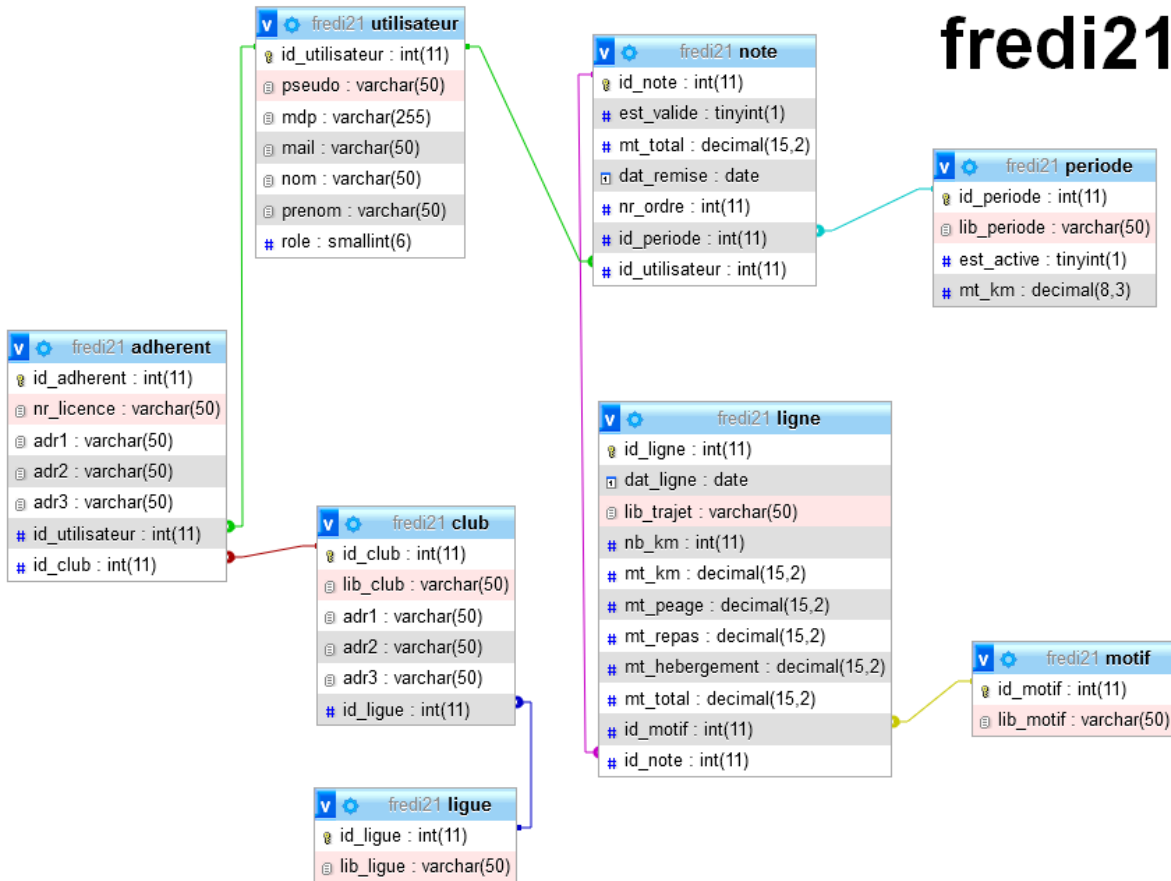 fredi21
v fredi21 utilisateur
id_utilisateur : int(11)
pseudo : varchar(50)
mdp : varchar(255)
mail : varchar(50)
nom : varchar(50)
prenom : varchar(50)
# role : smallint(6)
v fredi21 note
id_note : int(11)
# est_valide : tinyint(1)
# mt_total : decimal(15,2)
dat_remise : date
# nr_ordre : int(11)
# id_periode : int(11)
# id_utilisateur : int(11)
v fredi21 periode
id_periode : int(11)
lib_periode : varchar(50)
# est_active : tinyint(1)
# mt_km : decimal(8,3)
v fredi21 adherent
id_adherent : int(11)
nr_licence : varchar(50)
adr1 : varchar(50)
adr2 : varchar(50)
adr3 : varchar(50)
# id_utilisateur : int(11)
# id_club : int(11)
v fredi21 club
id_club : int(11)
lib_club : varchar(50)
adr1 : varchar(50)
adr2 : varchar(50)
adr3 : varchar(50)
# id_ligue : int(11)
v fredi21 ligne
id_ligne : int(11)
dat_ligne : date
lib_trajet : varchar(50)
# nb_km : int(11)
# mt_km : decimal(15,2)
# mt_peage : decimal(15,2)
# mt_repas : decimal(15,2)
# mt_hebergement : decimal(15,2)
# mt_total : decimal(15,2)
# id_motif : int(11)
# id_note : int(11)
v fredi21 motif
id_motif : int(11)
lib_motif : varchar(50)
v fredi21 ligue
id_ligue : int(11)
lib_ligue : varchar(50)